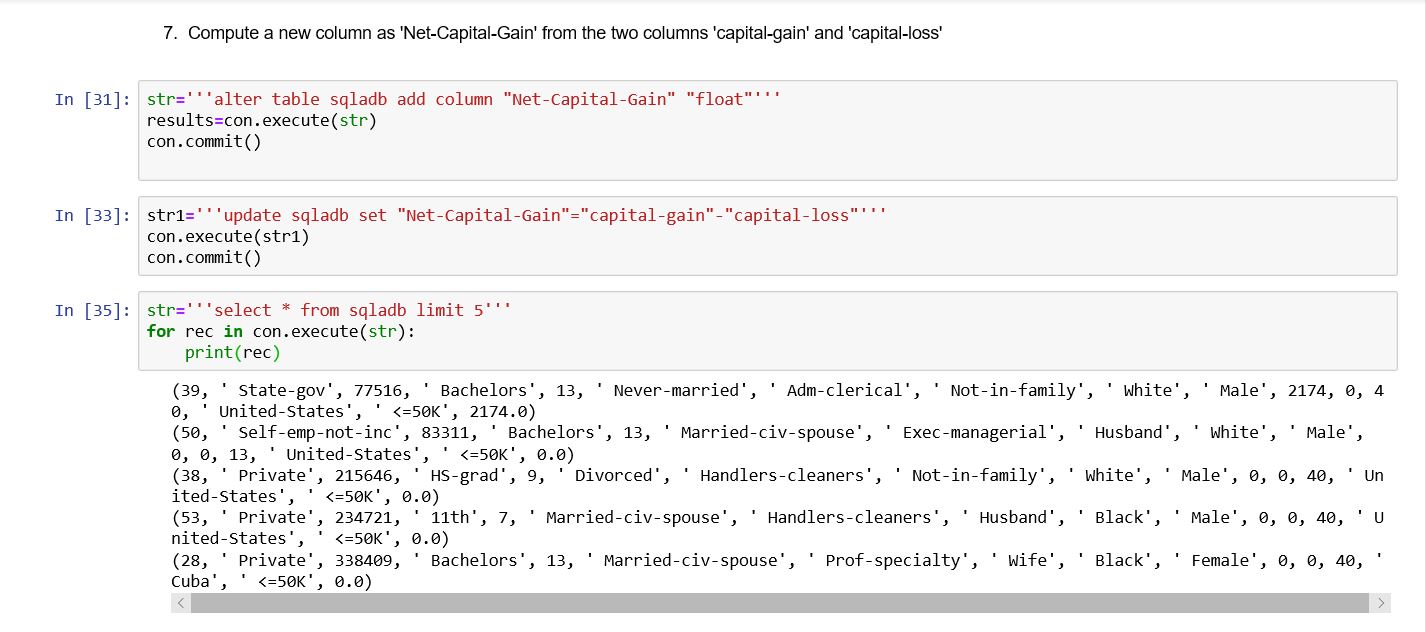 7. Compute a new column as 'Net-Capital-Gain' from the two columns 'capital-gain' and 'capital-loss'
In [31]: str='''alter table sqladb add column "Net-Capital-Gain" "float"'''
results=con.execute(str)
con.commit()
In [33]: str1='''update sqladb set "Net-Capital-Gain"="capital-gain"-"capital-loss"'''
con.execute(str1)
con.commit()
In [35]: str='''select * from sqladb limit 5'''
for rec in con.execute(str):
    print(rec)
(39, ' State-gov', 77516, ' Bachelors', 13, ' Never-married', ' Adm-clerical', ' Not-in-family', ' White', ' Male', 2174, 0, 4
0, ' United-States', ' <=50K', 2174.0)
(50, ' Self-emp-not-inc', 83311, ' Bachelors', 13, ' Married-civ-spouse', ' Exec-managerial', ' Husband', ' White', ' Male',
0, 0, 13, ' United-States', ' <=50K', 0.0)
(38, ' Private', 215646, ' HS-grad', 9, ' Divorced', ' Handlers-cleaners', ' Not-in-family', ' White', ' Male', 0, 0, 40, ' Un
ited-States', ' <=50K', 0.0)
(53, ' Private', 234721, ' 11th', 7, ' Married-civ-spouse', ' Handlers-cleaners', ' Husband', ' Black', ' Male', 0, 0, 40, ' U
nited-States', ' <=50K', 0.0)
(28, ' Private', 338409, ' Bachelors', 13, ' Married-civ-spouse', ' Prof-specialty', ' Wife', ' Black', ' Female', 0, 0, 40, '
Cuba', ' <=50K', 0.0)